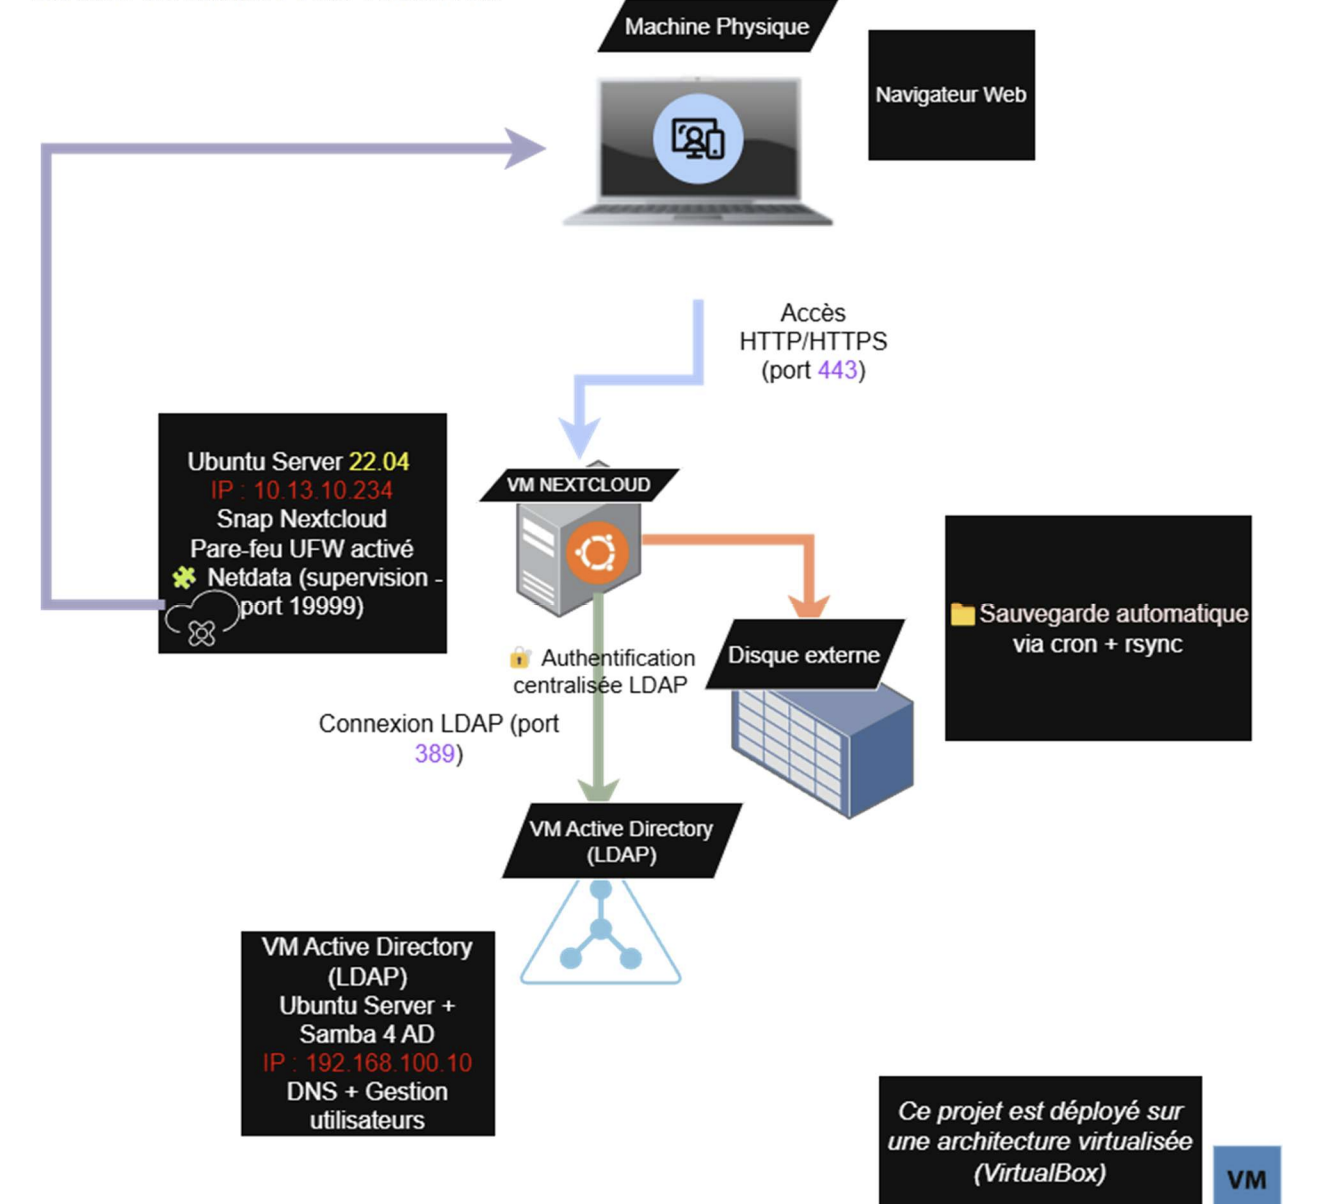 Machine Physique
Navigateur Web
Accès
HTTP/HTTPS
(port 443)
Ubuntu Server 22.04
IP : 10.13.10.234
Snap Nextcloud
Pare-feu UFW activé
Netdata (supervision -
port 19999)
VM NEXTCLOUD
Sauvegarde automatique
via cron + rsync
Disque externe
Authentification
centralisée LDAP
Connexion LDAP (port
389)
VM Active Directory
(LDAP)
VM Active Directory
(LDAP)
Ubuntu Server +
Samba 4 AD
IP : 192.168.100.10
DNS + Gestion
utilisateurs
Ce projet est déployé sur
une architecture virtualisée
(VirtualBox)
VM